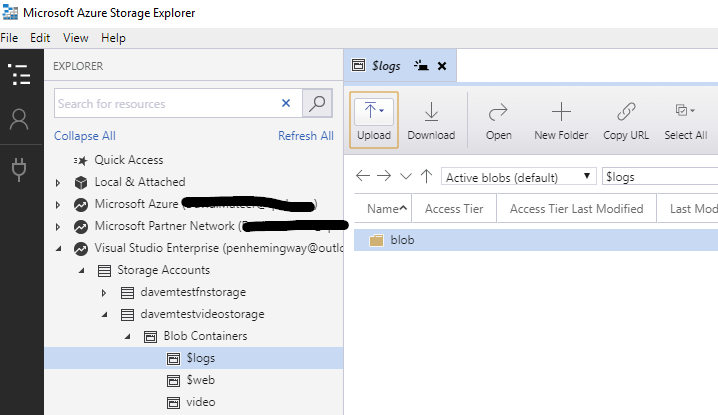 Microsoft Azure Storage Explorer
File Edit View Help
EXPLORER
Search for resources
Collapse All Refresh All
Quick Access
Local & Attached
Microsoft Azure (
Microsoft Partner Network (
Visual Studio Enterprise (penhemingway@outlo
Storage Accounts
davemtestfnstorage
davemtestvideostorage
Blob Containers
$logs
$web
video
$logs
Upload Download Open New Folder Copy URL Select All
Active blobs (default) $logs
Name Access Tier Access Tier Last Modified Last Mod
blob